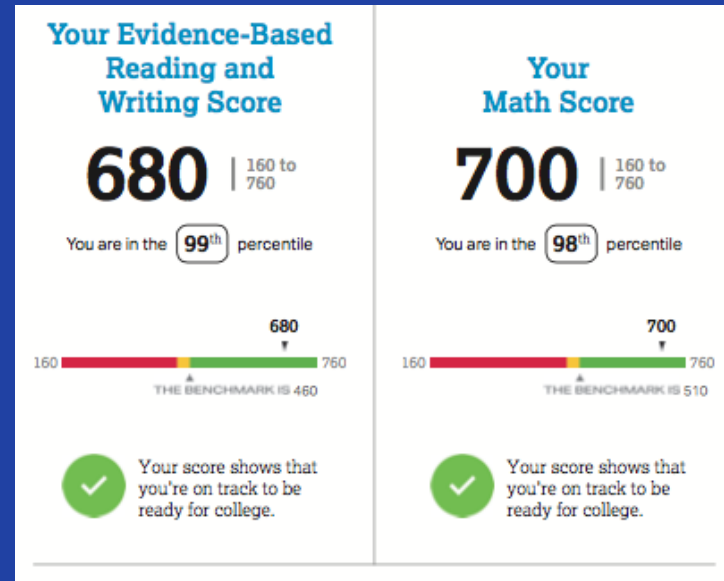 Your Evidence-Based
Reading and
Writing Score
680 | 160 to
760
You are in the 99th percentile
680
160 760
THE BENCHMARK IS 460
Your score shows that
you're on track to be
ready for college.
Your
Math Score
700 | 160 to
760
You are in the 98th percentile
700
160 760
THE BENCHMARK IS 510
Your score shows that
you're on track to be
ready for college.